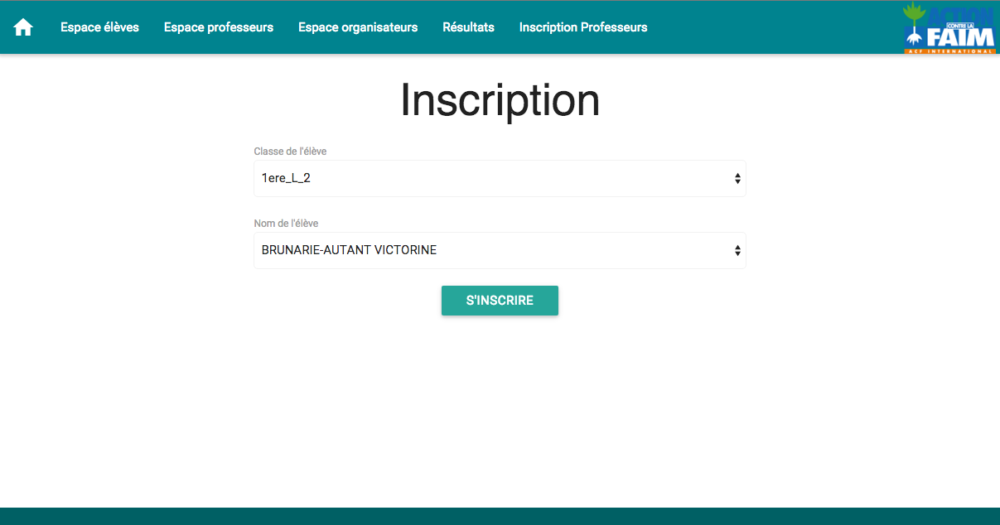 Espace élèves Espace professeurs Espace organisateurs Résultats Inscription Professeurs
ACTION
CONTRE LA
FAIM
ACF INTERNATIONAL
Inscription
Classe de l'élève
1ere_L_2
Nom de l'élève
BRUNARIE-AUTANT VICTORINE
S'INSCRIRE